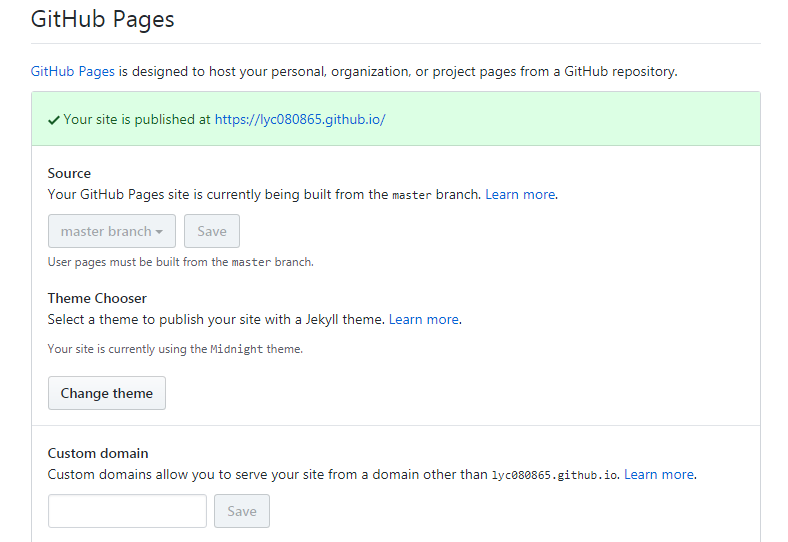 GitHub Pages
GitHub Pages is designed to host your personal, organization, or project pages from a GitHub repository.
Your site is published at https://lyc080865.github.io/
Source
Your GitHub Pages site is currently being built from the master branch. Learn more.
master branch Save
User pages must be built from the master branch.
Theme Chooser
Select a theme to publish your site with a Jekyll theme. Learn more.
Your site is currently using the Midnight theme.
Change theme
Custom domain
Custom domains allow you to serve your site from a domain other than lyc080865.github.io. Learn more.
Save